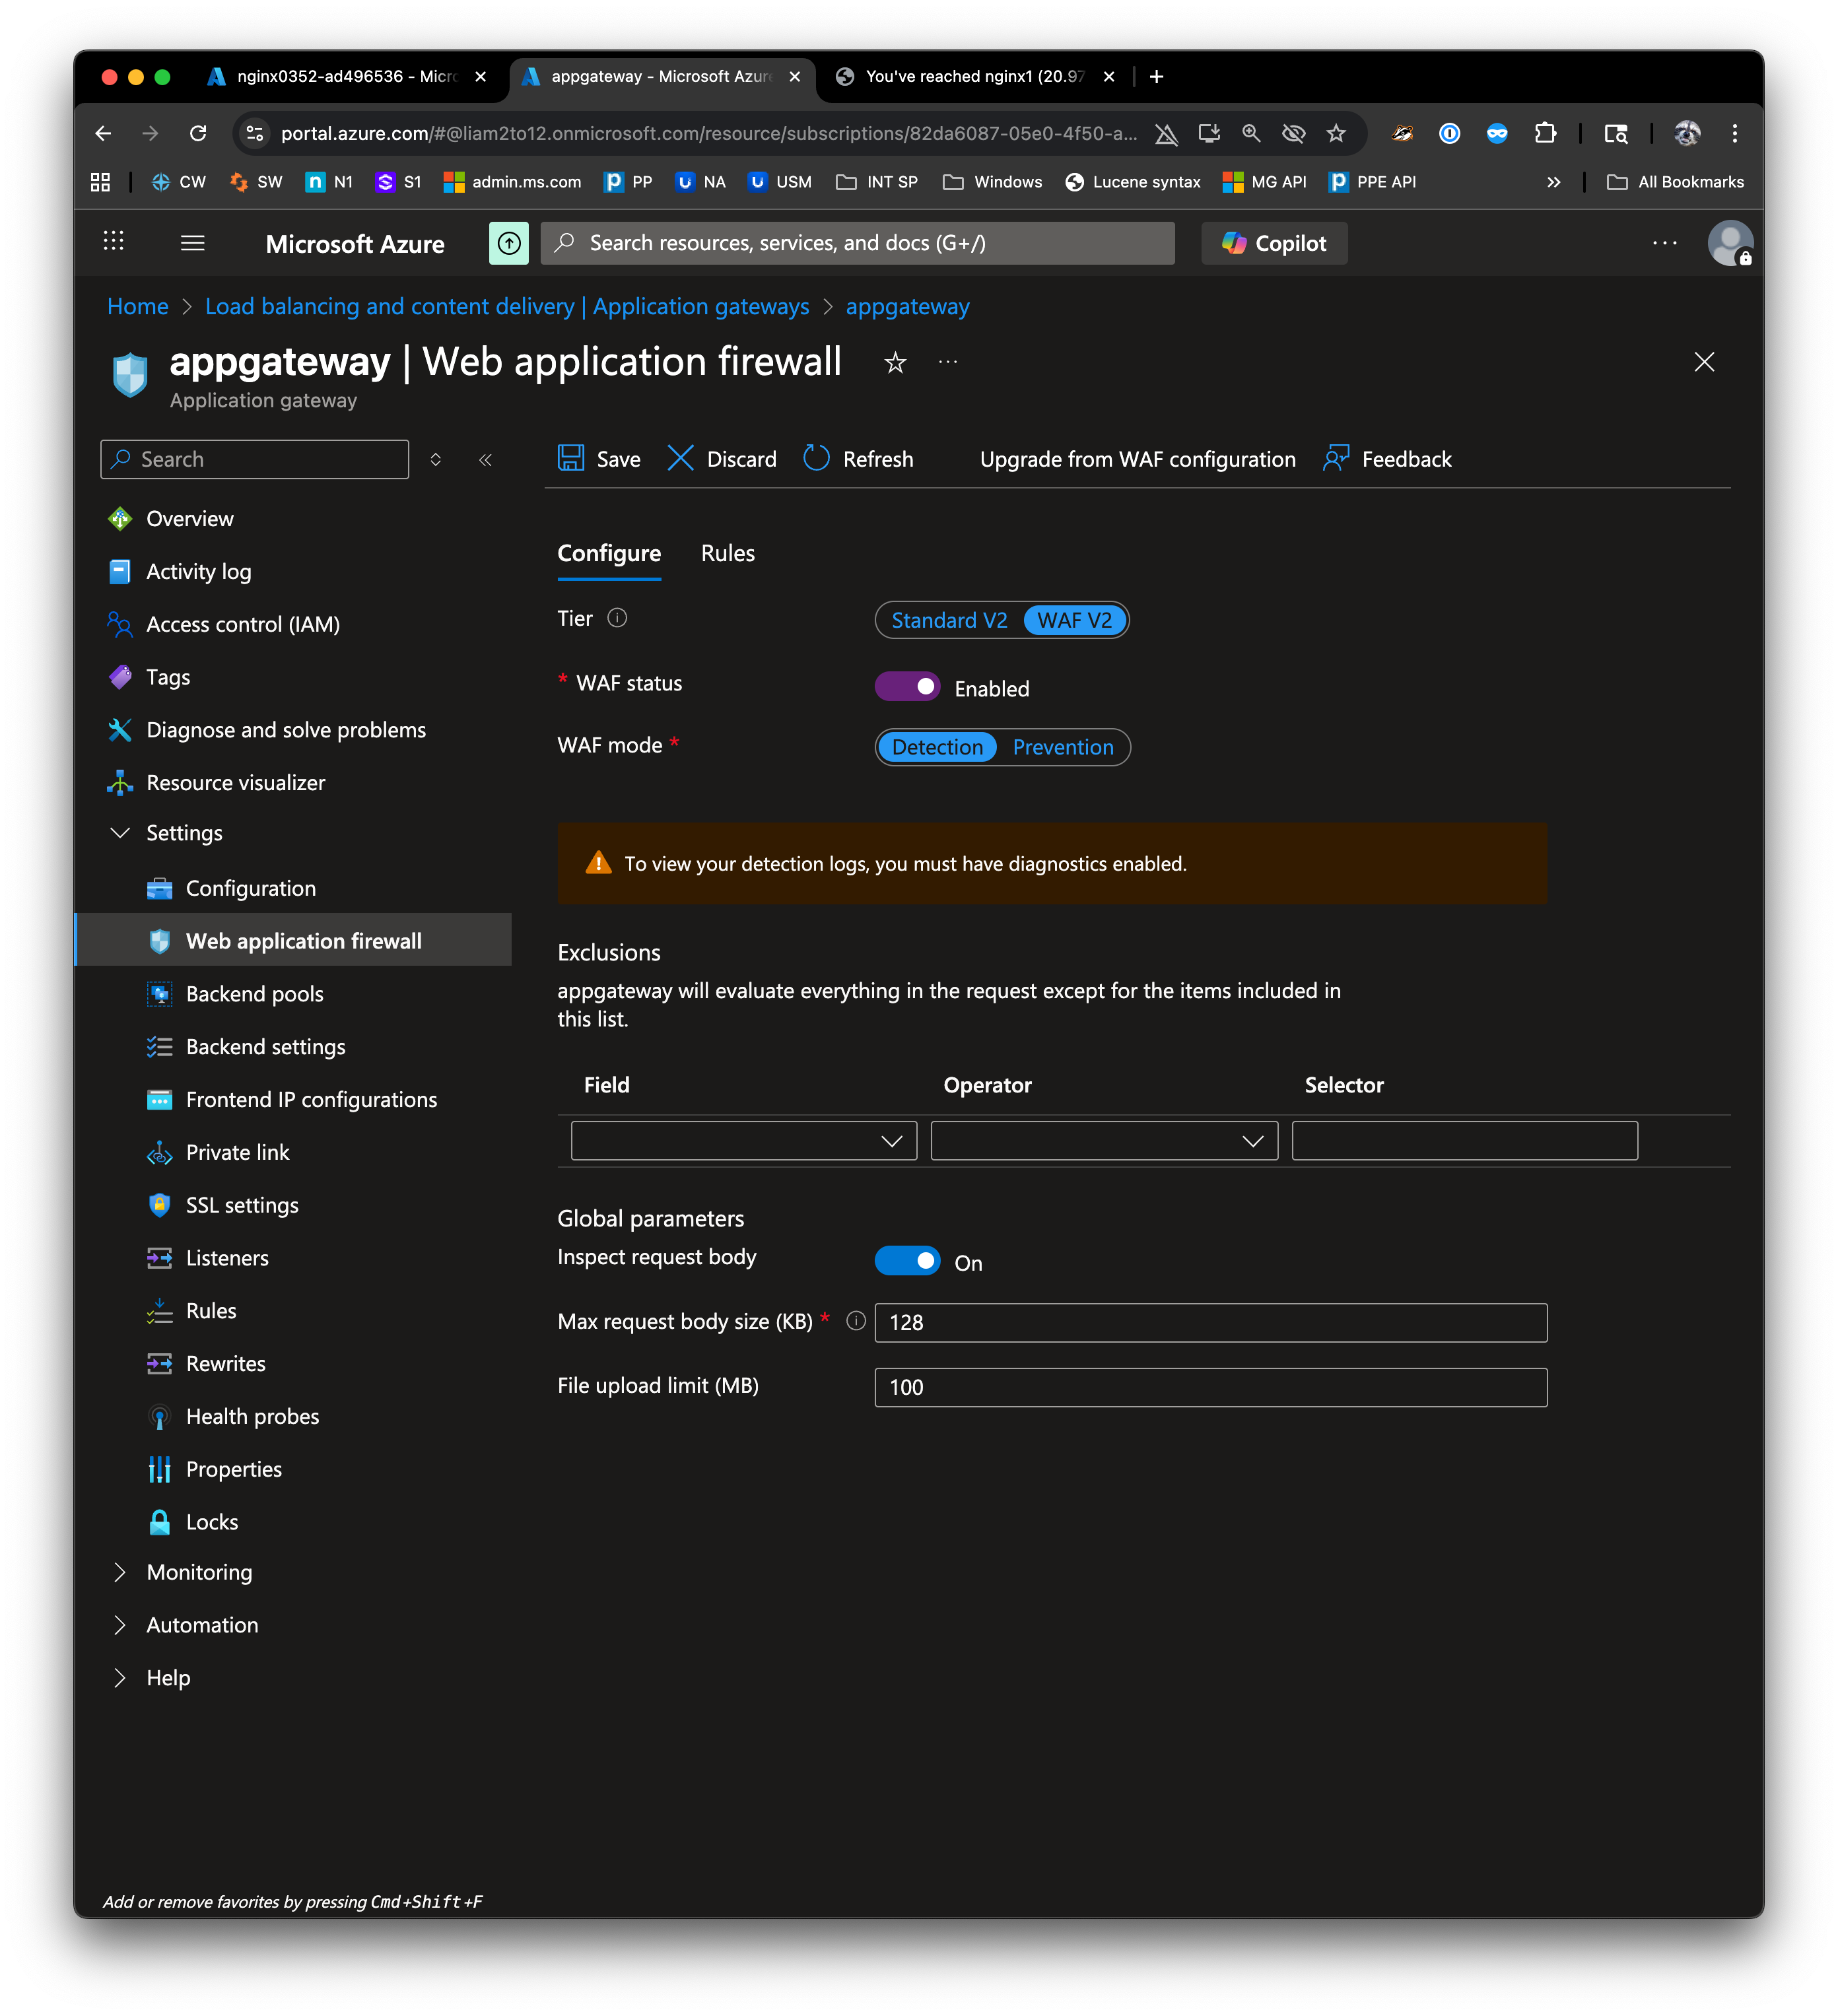 nginx0352-ad496536 - Micr
appgateway - Microsoft Azur
You've reached nginx1 (20.97
portal.azure.com/#@liam2to12.onmicrosoft.com/resource/subscriptions/82da6087-05e0-4f50-a...
CW SW N1 S1 admin.ms.com PP NA USM INT SP Windows Lucene syntax MG API PPE API » All Bookmarks
Microsoft Azure
Search resources, services, and docs (G+/)
Copilot
Home > Load balancing and content delivery | Application gateways > appgateway
appgateway | Web application firewall
Application gateway
Search
Overview
Activity log
Access control (IAM)
Tags
Diagnose and solve problems
Resource visualizer
Settings
Configuration
Web application firewall
Backend pools
Backend settings
Frontend IP configurations
Private link
SSL settings
Listeners
Rules
Rewrites
Health probes
Properties
Locks
Monitoring
Automation
Help
Add or remove favorites by pressing Cmd+Shift+F
Save Discard Refresh Upgrade from WAF configuration Feedback
Configure Rules
Tier Standard V2 WAF V2
* WAF status Enabled
WAF mode * Detection Prevention
To view your detection logs, you must have diagnostics enabled.
Exclusions
appgateway will evaluate everything in the request except for the items included in
this list.
Field Operator Selector
Global parameters
Inspect request body On
Max request body size (KB) * 128
File upload limit (MB) 100